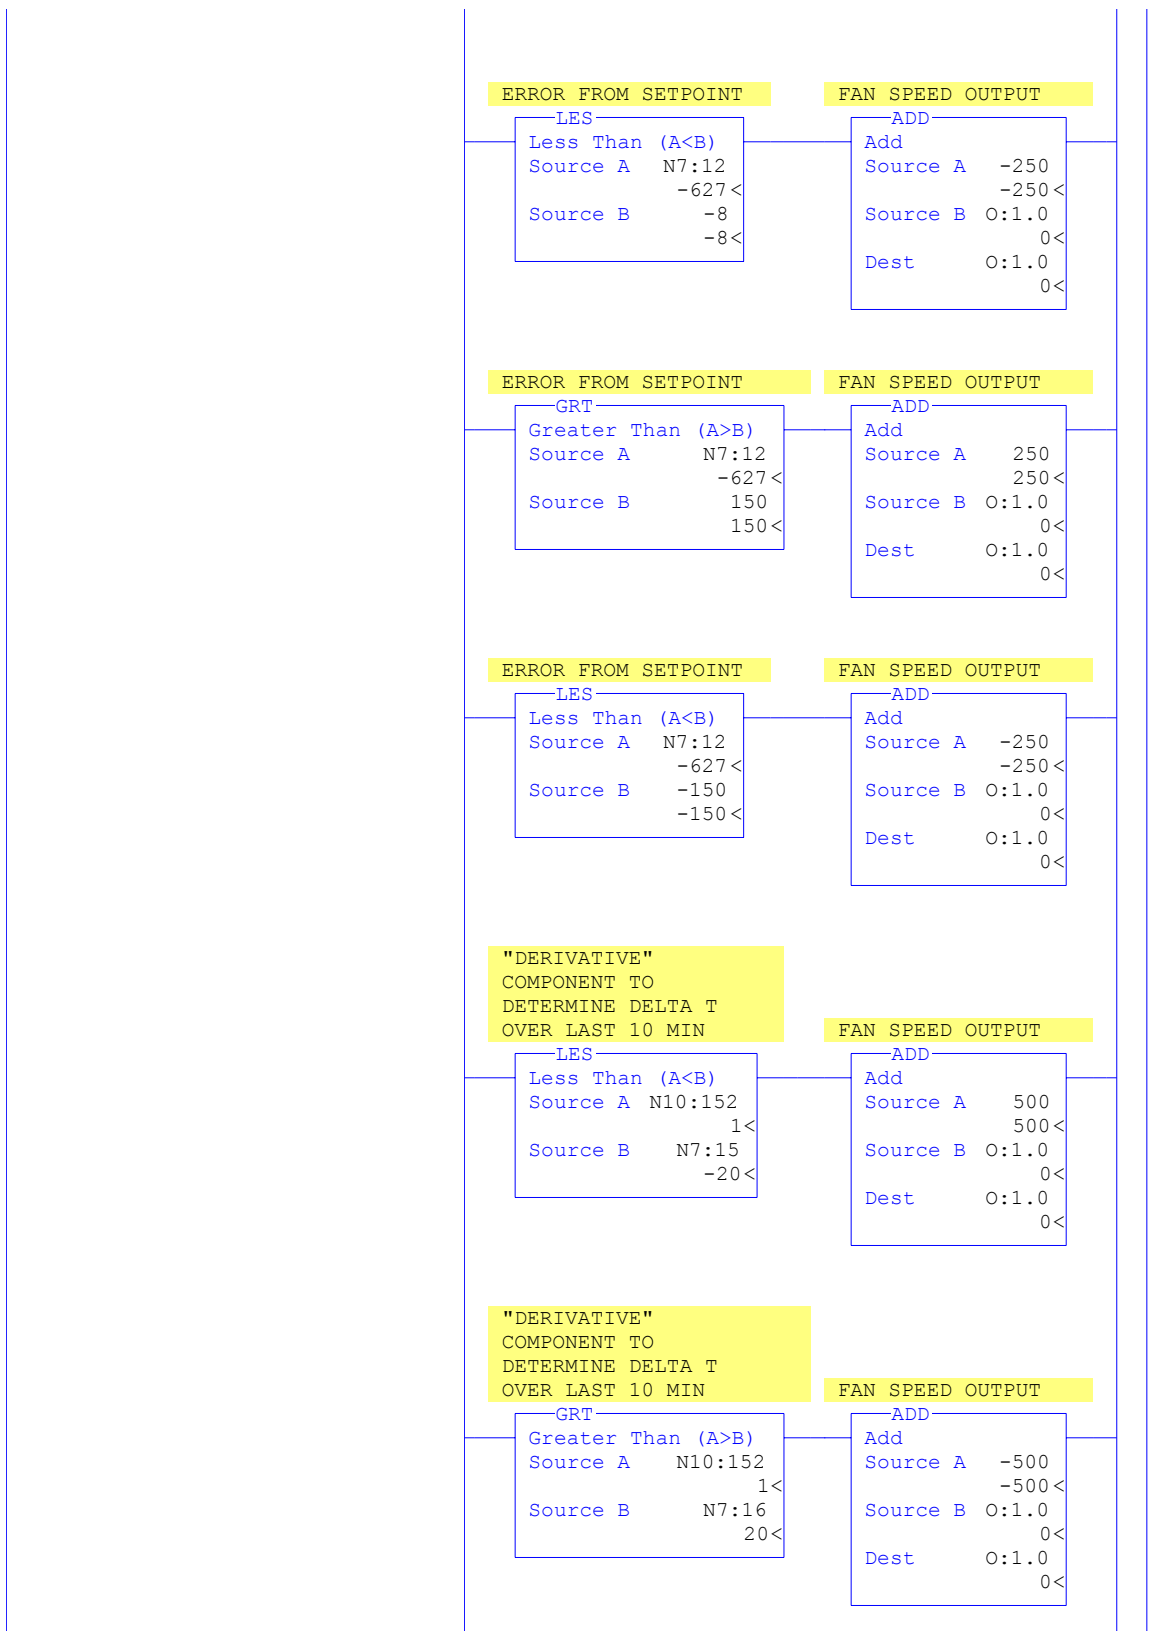 ERROR FROM SETPOINT
LES
Less Than (A<B)
Source A N7:12
-627<
Source B -8
-8<
FAN SPEED OUTPUT
ADD
Add
Source A -250
-250<
Source B O:1.0
0<
Dest O:1.0
0<
ERROR FROM SETPOINT
GRT
Greater Than (A>B)
Source A N7:12
-627<
Source B 150
150<
FAN SPEED OUTPUT
ADD
Add
Source A 250
250<
Source B O:1.0
0<
Dest O:1.0
0<
ERROR FROM SETPOINT
LES
Less Than (A<B)
Source A N7:12
-627<
Source B -150
-150<
FAN SPEED OUTPUT
ADD
Add
Source A -250
-250<
Source B O:1.0
0<
Dest O:1.0
0<
"DERIVATIVE"
COMPONENT TO
DETERMINE DELTA T
OVER LAST 10 MIN
LES
Less Than (A<B)
Source A N10:152
1<
Source B N7:15
-20<
FAN SPEED OUTPUT
ADD
Add
Source A 500
500<
Source B O:1.0
0<
Dest O:1.0
0<
"DERIVATIVE"
COMPONENT TO
DETERMINE DELTA T
OVER LAST 10 MIN
GRT
Greater Than (A>B)
Source A N10:152
1<
Source B N7:16
20<
FAN SPEED OUTPUT
ADD
Add
Source A -500
-500<
Source B O:1.0
0<
Dest O:1.0
0<